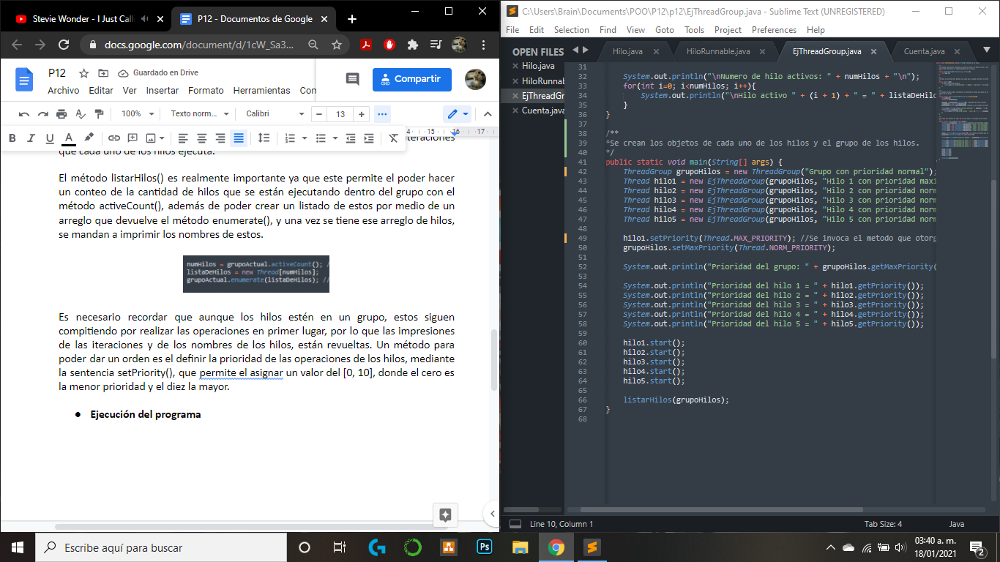 Stevie Wonder - I Just Call
P12 - Documentos de Google
docs.google.com/document/d/1cW_Sa3...
P12
Guardado en Drive
Archivo Editar Ver Insertar Formato Herramientas Com
Compartir
100% Texto norm... Calibri 13
B I U A
4 15 16 17
iteraciones
que cada uno de los hilos ejecuta.
El método listarHilos() es realmente importante ya que este permite el poder hacer
un conteo de la cantidad de hilos que se están ejecutando dentro del grupo con el
método activeCount(), además de poder crear un listado de estos por medio de un
arreglo que devuelve el método enumerate(), y una vez se tiene ese arreglo de hilos,
se mandan a imprimir los nombres de estos.
numHilos = grupoActual.activeCount(); /
listaDeHilos = new Thread[numHilos];
grupoActual.enumerate(listaDeHilos); //
Es necesario recordar que aunque los hilos estén en un grupo, estos siguen
compitiendo por realizar las operaciones en primer lugar, por lo que las impresiones
de las iteraciones y de los nombres de los hilos, están revueltas. Un método para
poder dar un orden es el definir la prioridad de las operaciones de los hilos, mediante
la sentencia setPriority(), que permite el asignar un valor del [0, 10], donde el cero es
la menor prioridad y el diez la mayor.
● Ejecución del programa
C:\Users\Brain\Documents\POO\P12\p12\EjThreadGroup.java - Sublime Text (UNREGISTERED)
File Edit Selection Find View Goto Tools Project Preferences Help
OPEN FILES
Hilo.java
HiloRunnable
EjThreadGr
Cuenta.java
Hilo.java HiloRunnable.java EjThreadGroup.java Cuenta.java
31
32 System.out.println("\nNumero de hilo activos: " + numHilos + "\n");
33 for(int i=0; i<numHilos; i++){
34 System.out.println("\nHilo activo " + (i + 1) + " = " + listaDeHilo
35 }
36 }
37
38 /**
39 *Se crean los objetos de cada uno de los hilos y el grupo de los hilos.
40 */
41 public static void main(String[] args) {
42 ThreadGroup grupoHilos = new ThreadGroup("Grupo con prioridad normal");
43 Thread hilo1 = new EjThreadGroup(grupoHilos, "Hilo 1 con prioridad maxi
44 Thread hilo2 = new EjThreadGroup(grupoHilos, "Hilo 2 con prioridad norm
45 Thread hilo3 = new EjThreadGroup(grupoHilos, "Hilo 3 con prioridad norm
46 Thread hilo4 = new EjThreadGroup(grupoHilos, "Hilo 4 con prioridad norm
47 Thread hilo5 = new EjThreadGroup(grupoHilos, "Hilo 5 con prioridad norm
48
49 hilo1.setPriority(Thread.MAX_PRIORITY); //Se invoca el metodo que otorg
50 grupoHilos.setMaxPriority(Thread.NORM_PRIORITY);
51
52 System.out.println("Prioridad del grupo: " + grupoHilos.getMaxPriority(
53
54 System.out.println("Prioridad del hilo 1 = " + hilo1.getPriority());
55 System.out.println("Prioridad del hilo 2 = " + hilo2.getPriority());
56 System.out.println("Prioridad del hilo 3 = " + hilo3.getPriority());
57 System.out.println("Prioridad del hilo 4 = " + hilo4.getPriority());
58 System.out.println("Prioridad del hilo 5 = " + hilo5.getPriority());
59
60 hilo1.start();
61 hilo2.start();
62 hilo3.start();
63 hilo4.start();
64 hilo5.start();
65
66 listarHilos(grupoHilos);
67 }
68
Line 10, Column 1 Tab Size: 4 Java
Escribe aquí para buscar
Ps
03:40 a. m.
18/01/2021
2